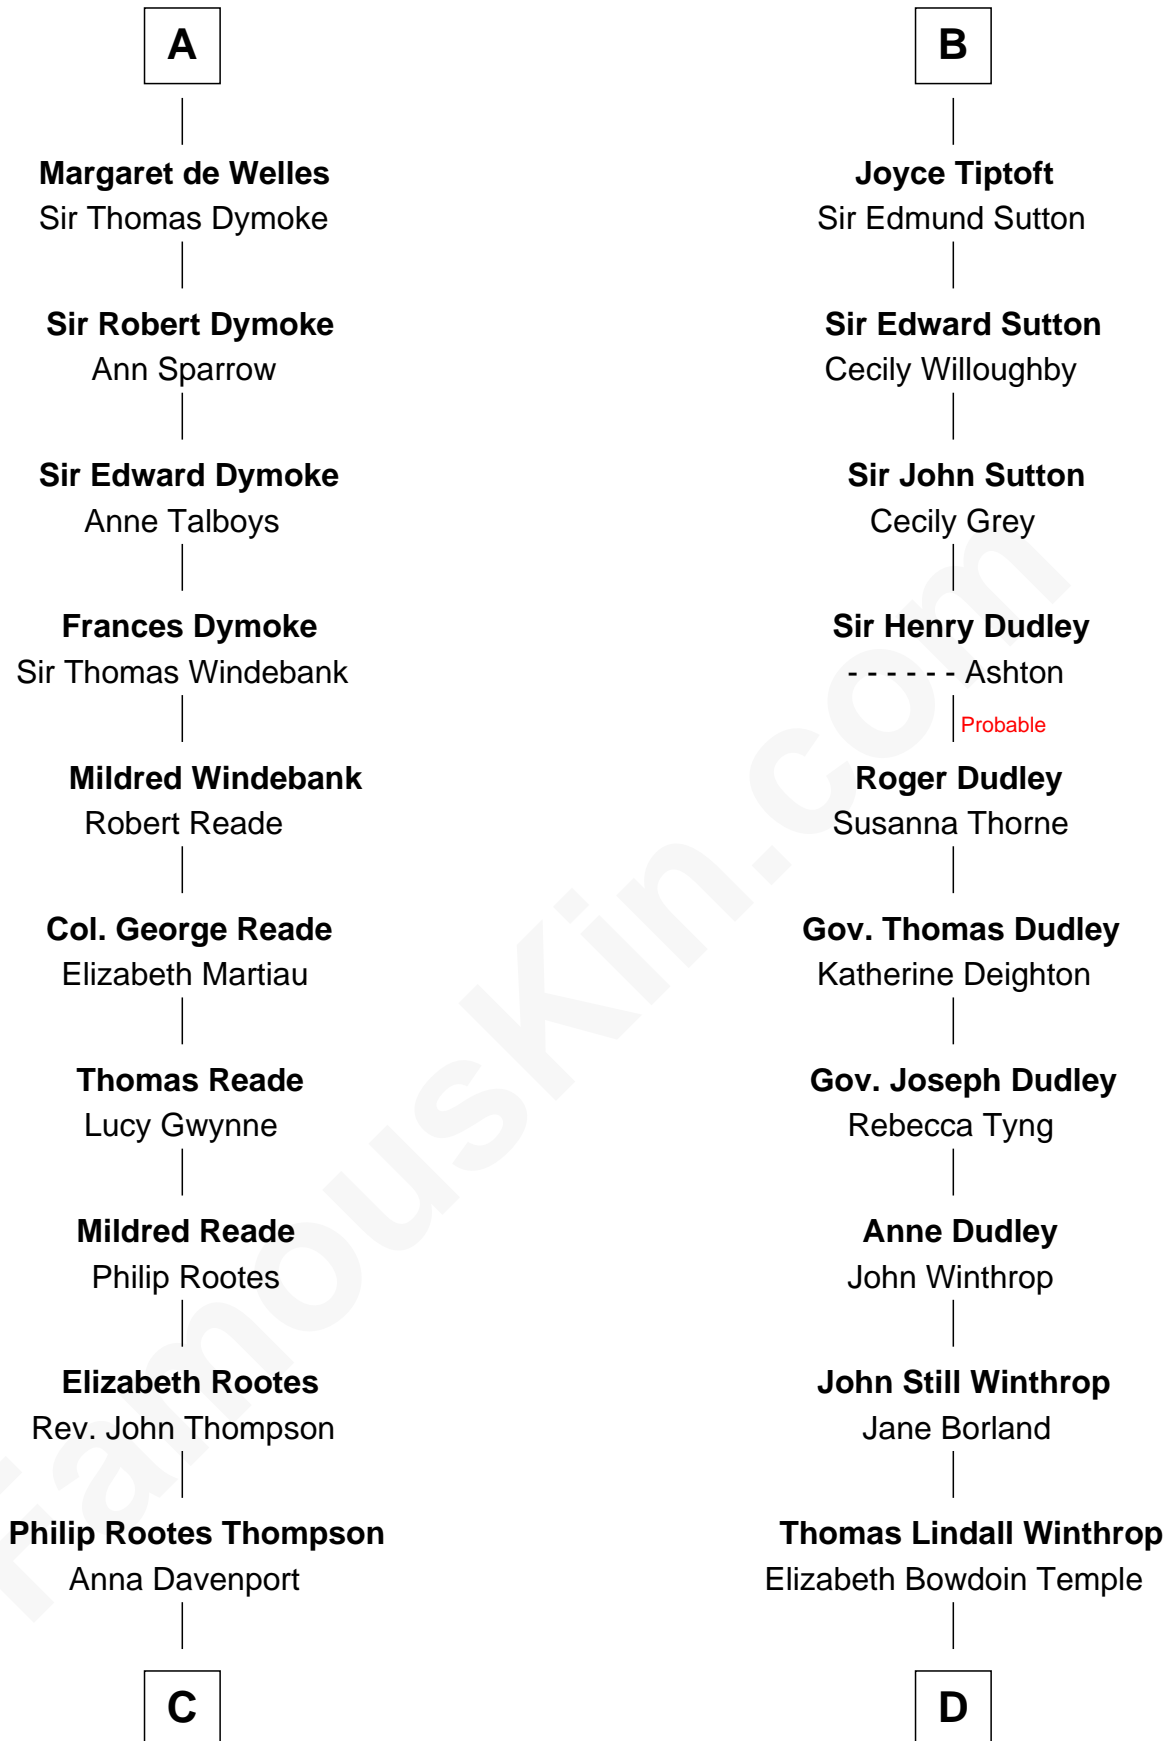 A
Margaret de Welles
Sir Thomas Dymoke
Sir Robert Dymoke
Ann Sparrow
Sir Edward Dymoke
Anne Talboys
Frances Dymoke
Sir Thomas Windebank
Mildred Windebank
Robert Reade
Col. George Reade
Elizabeth Martiau
Thomas Reade
Lucy Gwynne
Mildred Reade
Philip Rootes
Elizabeth Rootes
Rev. John Thompson
Philip Rootes Thompson
Anna Davenport
C
B
Joyce Tiptoft
Sir Edmund Sutton
Sir Edward Sutton
Cecily Willoughby
Sir John Sutton
Cecily Grey
Sir Henry Dudley
- - - - - - Ashton
Probable
Roger Dudley
Susanna Thorne
Gov. Thomas Dudley
Katherine Deighton
Gov. Joseph Dudley
Rebecca Tyng
Anne Dudley
John Winthrop
John Still Winthrop
Jane Borland
Thomas Lindall Winthrop
Elizabeth Bowdoin Temple
D
FamousKin.com